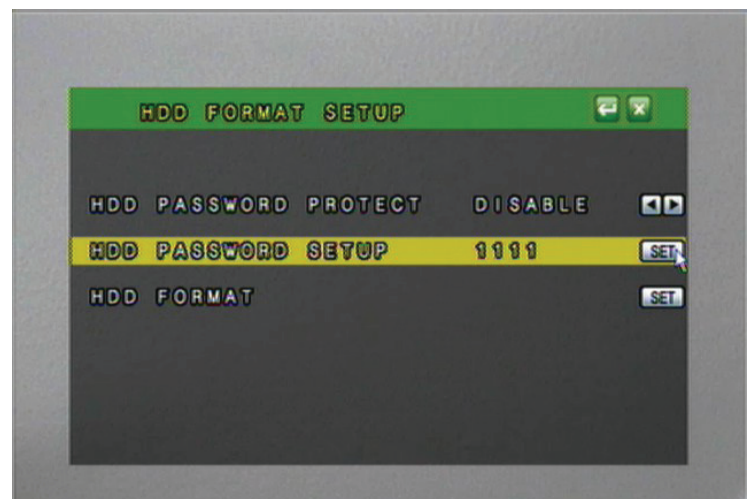 HDD FORMAT SETUP
HDD PASSWORD PROTECT DISABLE
HDD PASSWORD SETUP 1111 SET
HDD FORMAT SET